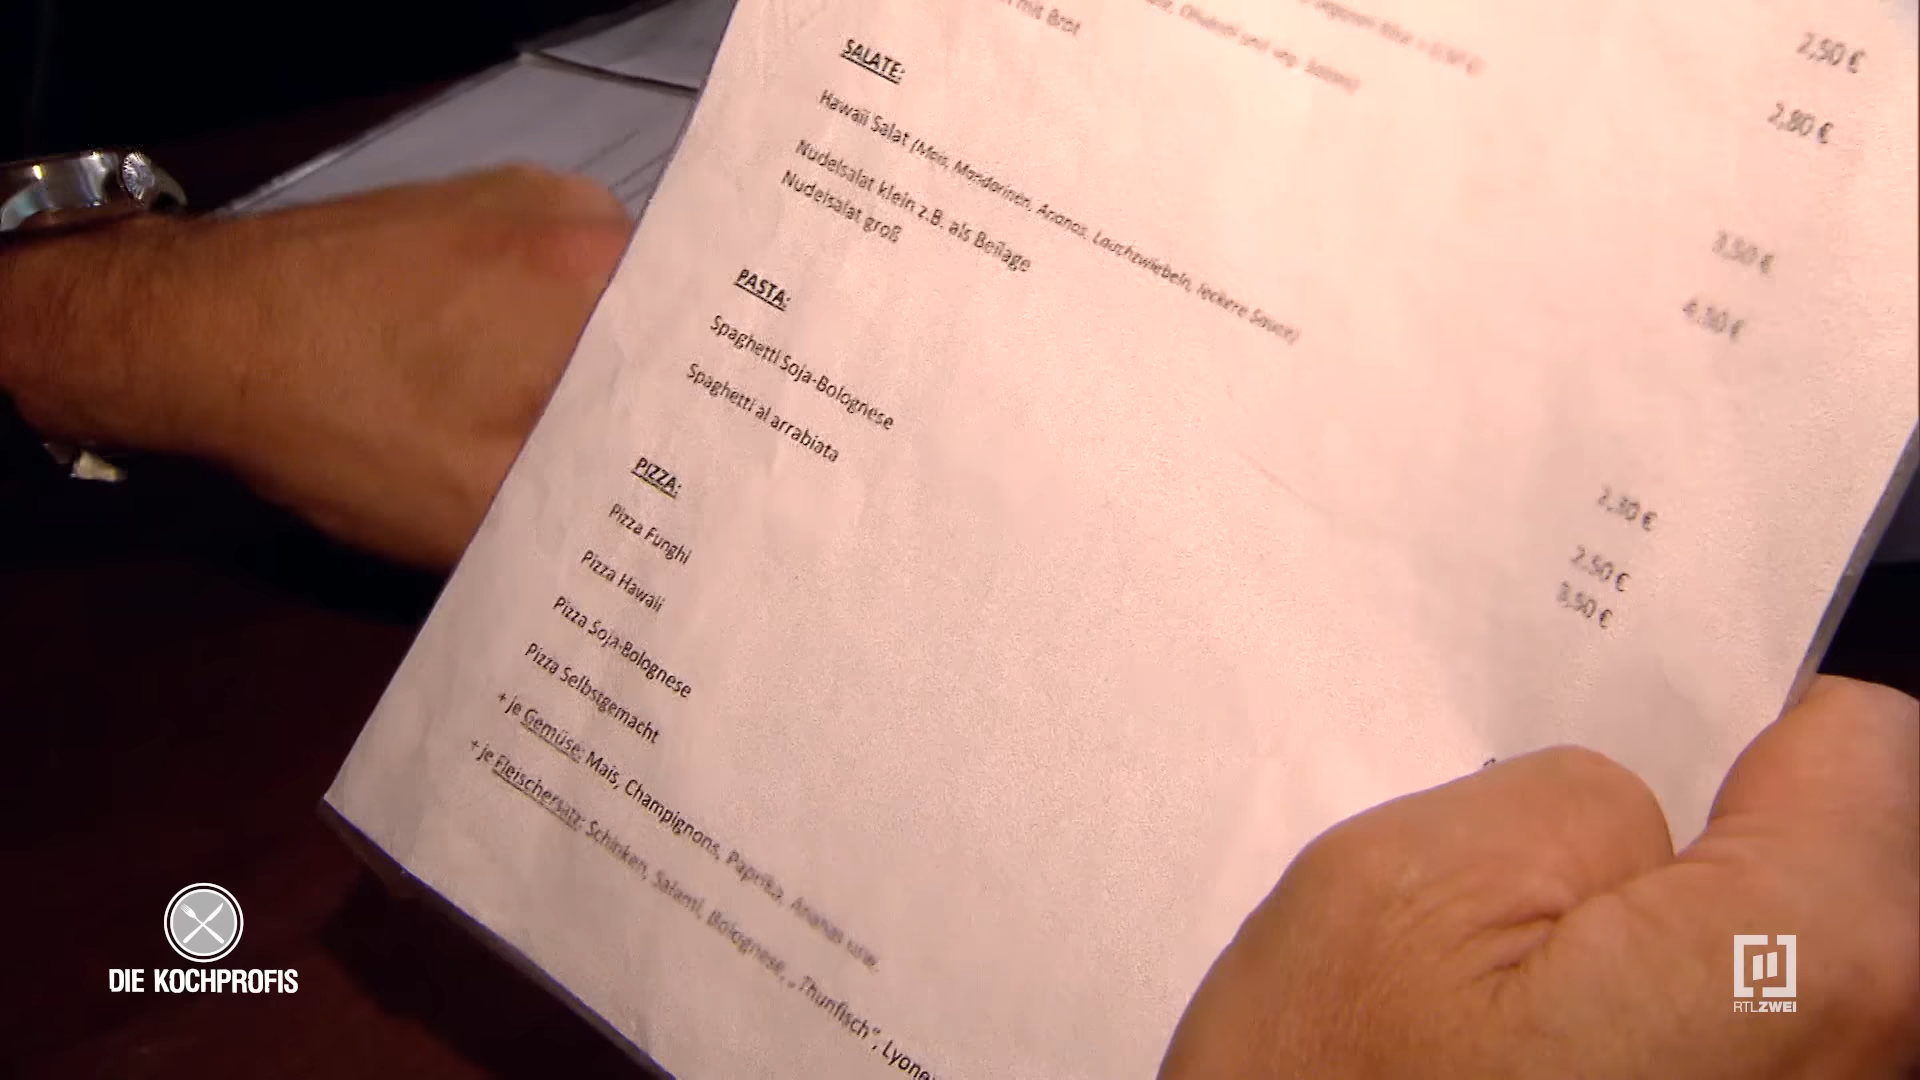 mit Brot
2,50 €
2,80 €
SALATE:
Hawaii Salat (Mais, Mandarinen, Ananas, Lauchzwiebeln, leckere Sauce)
3,50 €
Nudelsalat klein z.B. als Beilage
Nudelsalat groß
PASTA:
Spaghetti Soja-Bolognese
Spaghetti al arrabiata
2,50 €
3,50 €
PIZZA:
Pizza Funghi
Pizza Hawaii
Pizza Soja-Bolognese
Pizza Selbstgemacht
+ je Gemüse: Mais, Champignons, Paprika, Ananas usw.
+ je Fleischersatz: Schinken, Salami, Bolognese, „Thunfisch“, Lyone
DIE KOCHPROFIS
RTLZWEI